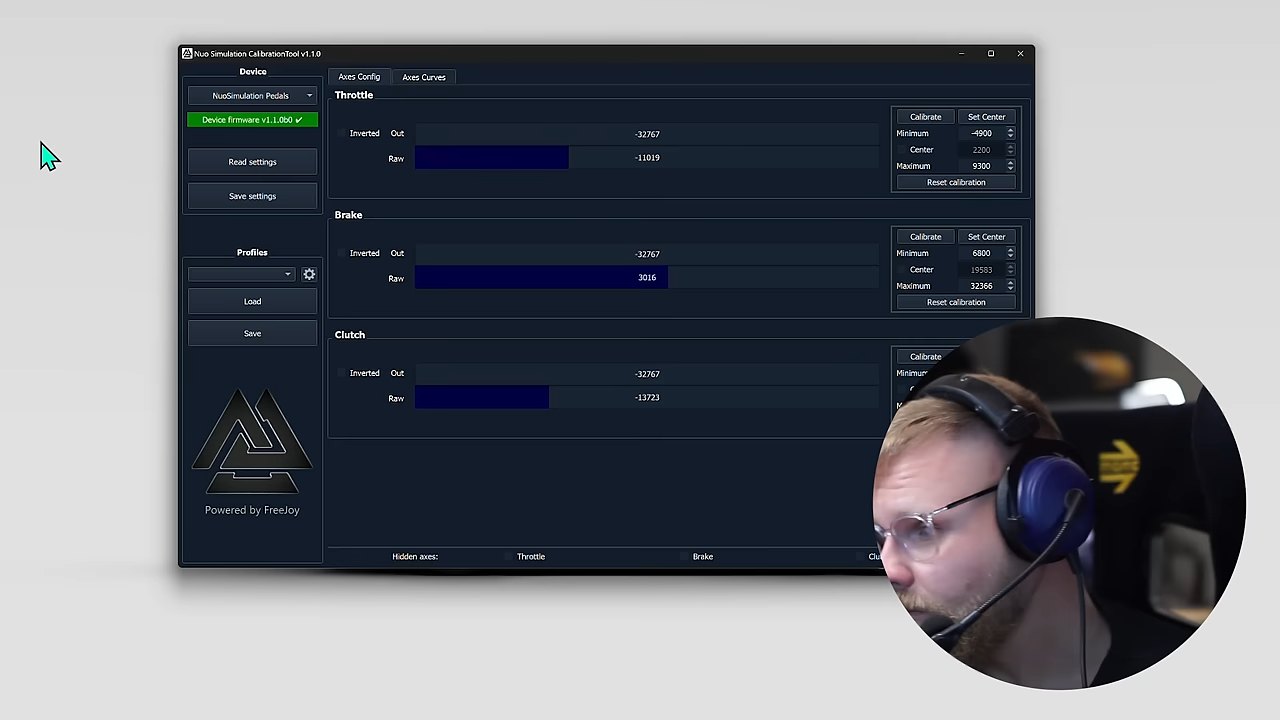 Nuo Simulation CalibrationTool v1.1.0
Device
NuoSimulation Pedals
Device firmware v1.1.0b0 ✔
Read settings
Save settings
Profiles
Load
Save
Powered by FreeJoy
Axes Config
Axes Curves
Throttle
Inverted
Out
-32767
Raw
-11019
Calibrate
Set Center
Minimum
-4900
Center
2200
Maximum
9300
Reset calibration
Brake
Inverted
Out
-32767
Raw
3016
Calibrate
Set Center
Minimum
6800
Center
19583
Maximum
32366
Reset calibration
Clutch
Inverted
Out
-32767
Raw
-13723
Calibrate
Minimum
Hidden axes:
Throttle
Brake
Clu